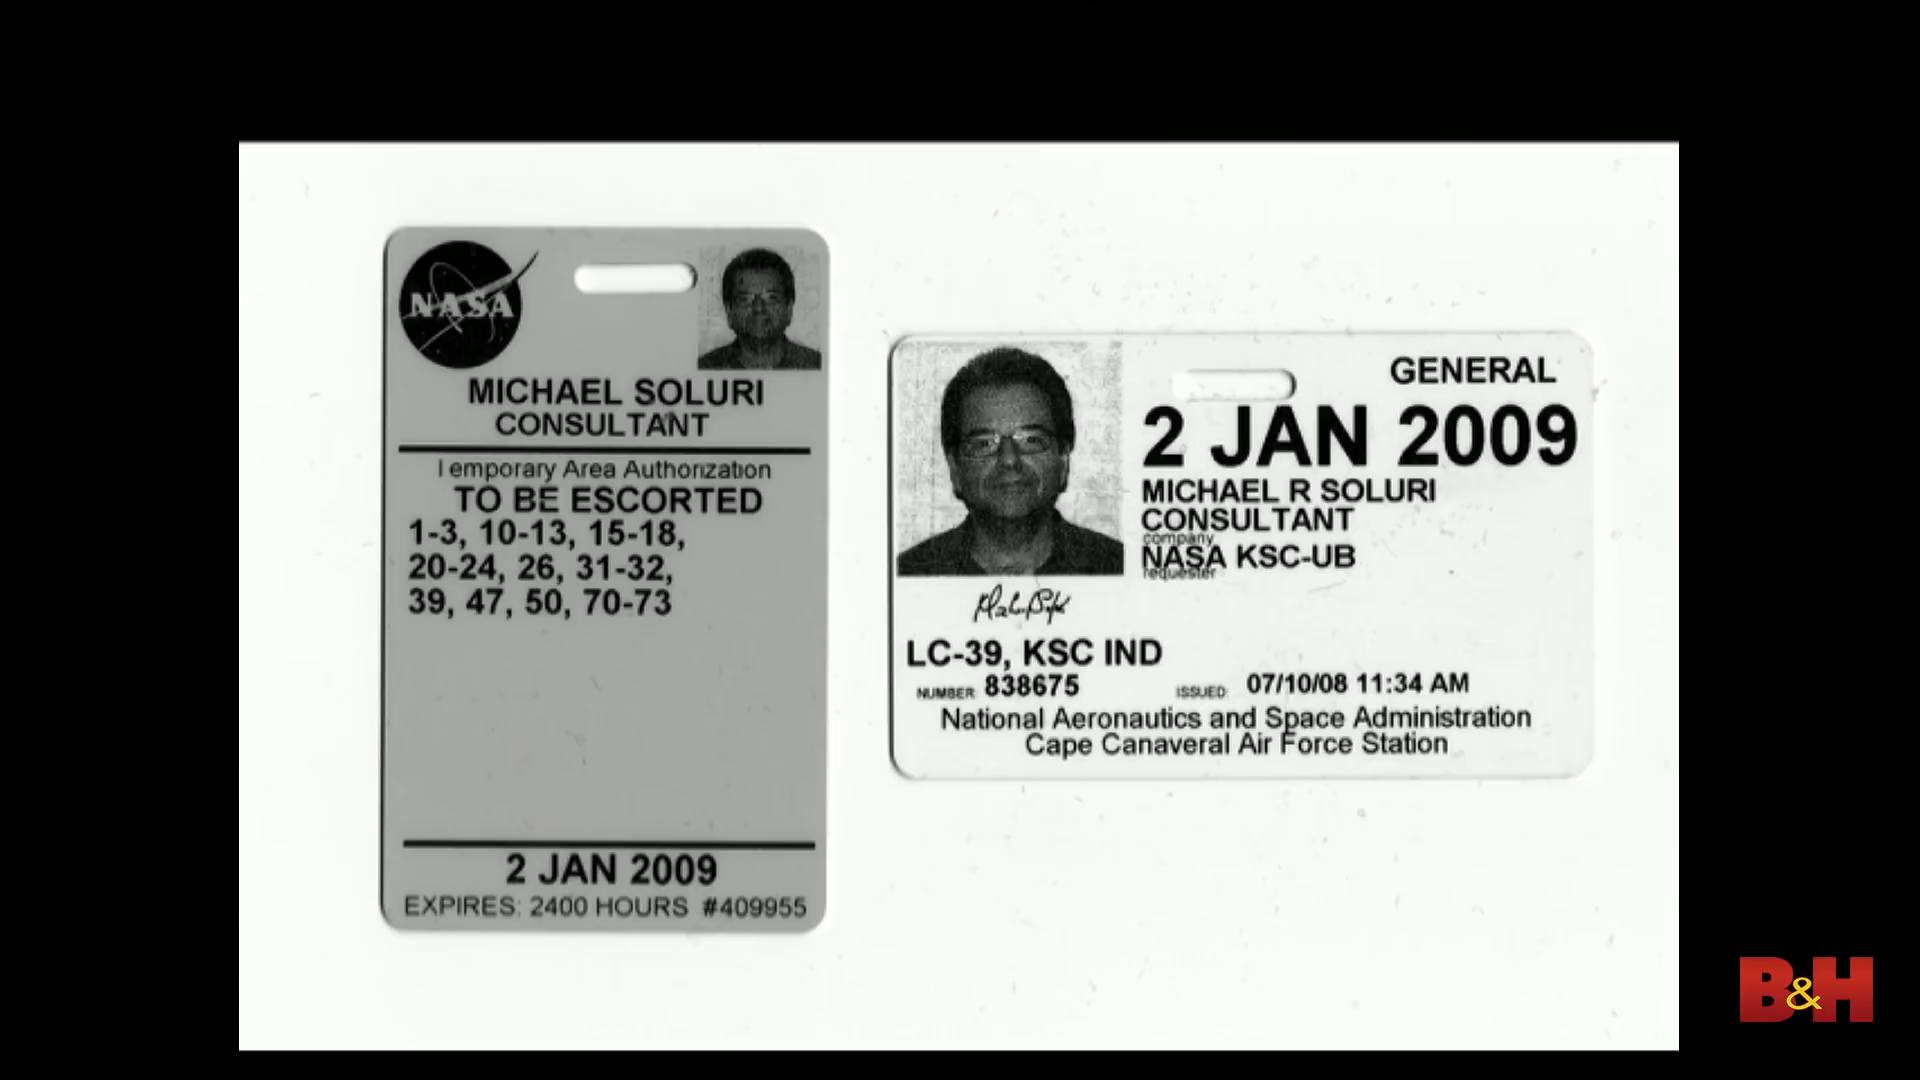 NASA
MICHAEL SOLURI
CONSULTANT
Temporary Area Authorization
TO BE ESCORTED
1-3, 10-13, 15-18,
20-24, 26, 31-32,
39, 47, 50, 70-73
2 JAN 2009
EXPIRES: 2400 HOURS #409955
GENERAL
2 JAN 2009
MICHAEL R SOLURI
CONSULTANT
company
NASA KSC-UB
requester
LC-39, KSC IND
NUMBER 838675 ISSUED: 07/10/08 11:34 AM
National Aeronautics and Space Administration
Cape Canaveral Air Force Station
B&H